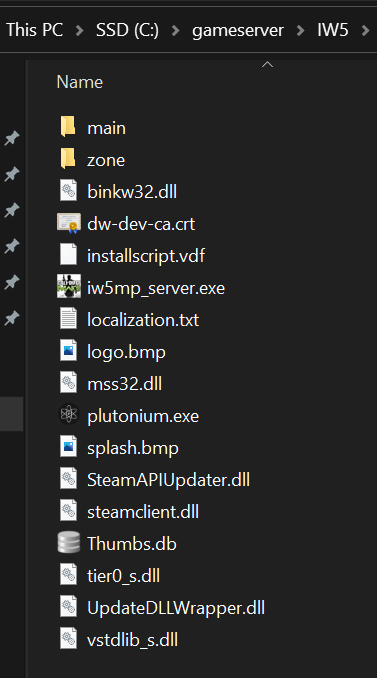 This PC > SSD (C:) > gameserver > IW5 >
Name
main
zone
binkw32.dll
dw-dev-ca.crt
installscript.vdf
iw5mp_server.exe
localization.txt
logo.bmp
mss32.dll
plutonium.exe
splash.bmp
SteamAPIUpdater.dll
steamclient.dll
Thumbs.db
tier0_s.dll
UpdateDLLWrapper.dll
vstdlib_s.dll